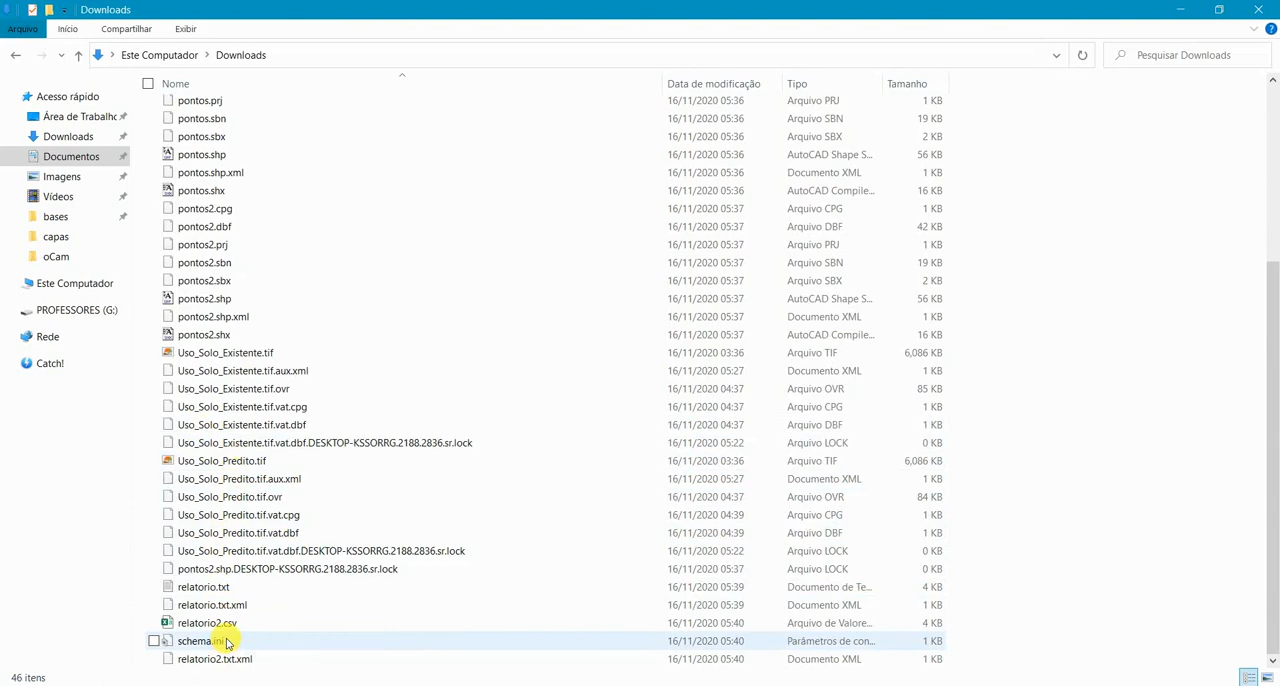 Downloads
Arquivo Início Compartilhar Exibir
Este Computador > Downloads
Pesquisar Downloads
Nome Data de modificação Tipo Tamanho
Acesso rápido
Área de Trabalhc
Downloads
Documentos
Imagens
Vídeos
bases
capas
oCam
Este Computador
PROFESSORES (G:)
Rede
Catch!
pontos.prj 16/11/2020 05:36 Arquivo PRJ 1 KB
pontos.sbn 16/11/2020 05:36 Arquivo SBN 19 KB
pontos.sbx 16/11/2020 05:36 Arquivo SBX 2 KB
pontos.shp 16/11/2020 05:36 AutoCAD Shape S... 56 KB
pontos.shp.xml 16/11/2020 05:36 Documento XML 1 KB
pontos.shx 16/11/2020 05:36 AutoCAD Compile... 16 KB
pontos2.cpg 16/11/2020 05:37 Arquivo CPG 1 KB
pontos2.dbf 16/11/2020 05:37 Arquivo DBF 42 KB
pontos2.prj 16/11/2020 05:37 Arquivo PRJ 1 KB
pontos2.sbn 16/11/2020 05:37 Arquivo SBN 19 KB
pontos2.sbx 16/11/2020 05:37 Arquivo SBX 2 KB
pontos2.shp 16/11/2020 05:37 AutoCAD Shape S... 56 KB
pontos2.shp.xml 16/11/2020 05:37 Documento XML 1 KB
pontos2.shx 16/11/2020 05:37 AutoCAD Compile... 16 KB
Uso_Solo_Existente.tif 16/11/2020 03:36 Arquivo TIF 6,086 KB
Uso_Solo_Existente.tif.aux.xml 16/11/2020 05:27 Documento XML 1 KB
Uso_Solo_Existente.tif.ovr 16/11/2020 04:37 Arquivo OVR 85 KB
Uso_Solo_Existente.tif.vat.cpg 16/11/2020 04:37 Arquivo CPG 1 KB
Uso_Solo_Existente.tif.vat.dbf 16/11/2020 04:37 Arquivo DBF 1 KB
Uso_Solo_Existente.tif.vat.dbf.DESKTOP-KSSORRG.2188.2836.sr.lock 16/11/2020 05:22 Arquivo LOCK 0 KB
Uso_Solo_Predito.tif 16/11/2020 03:36 Arquivo TIF 6,086 KB
Uso_Solo_Predito.tif.aux.xml 16/11/2020 05:27 Documento XML 1 KB
Uso_Solo_Predito.tif.ovr 16/11/2020 04:37 Arquivo OVR 84 KB
Uso_Solo_Predito.tif.vat.cpg 16/11/2020 04:39 Arquivo CPG 1 KB
Uso_Solo_Predito.tif.vat.dbf 16/11/2020 04:39 Arquivo DBF 1 KB
Uso_Solo_Predito.tif.vat.dbf.DESKTOP-KSSORRG.2188.2836.sr.lock 16/11/2020 05:22 Arquivo LOCK 0 KB
pontos2.shp.DESKTOP-KSSORRG.2188.2836.sr.lock 16/11/2020 05:37 Arquivo LOCK 0 KB
relatorio.txt 16/11/2020 05:39 Documento de Te... 4 KB
relatorio.txt.xml 16/11/2020 05:39 Documento XML 1 KB
relatorio2.csv 16/11/2020 05:40 Arquivo de Valore... 4 KB
schema.ini 16/11/2020 05:40 Parâmetros de con... 1 KB
relatorio2.txt.xml 16/11/2020 05:40 Documento XML 1 KB
46 itens